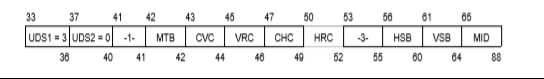 33 37 41 42 43 45 47 50 53 56 61 65
UDS1 = 3 UDS2 = 0 -1- MTB CVC VRC CHC HRC -3- HSB VSB MID
36 40 41 42 44 46 49 52 55 60 64 88